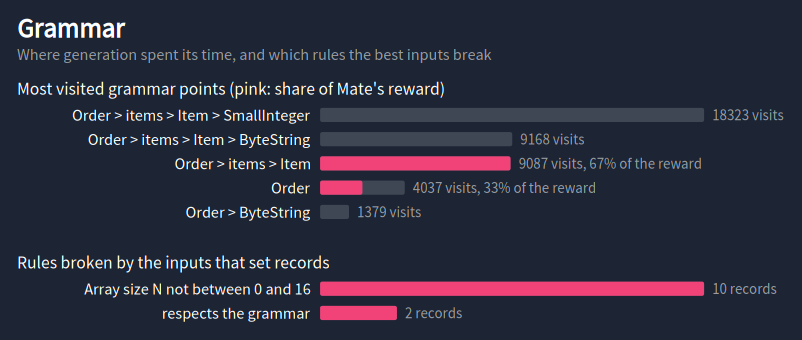 Grammar
Where generation spent its time, and which rules the best inputs break
Most visited grammar points (pink: share of Mate's reward)
Order > items > Item > SmallInteger 18323 visits
Order > items > Item > ByteString 9168 visits
Order > items > Item 9087 visits, 67% of the reward
Order 4037 visits, 33% of the reward
Order > ByteString 1379 visits
Rules broken by the inputs that set records
Array size N not between 0 and 16 10 records
respects the grammar 2 records